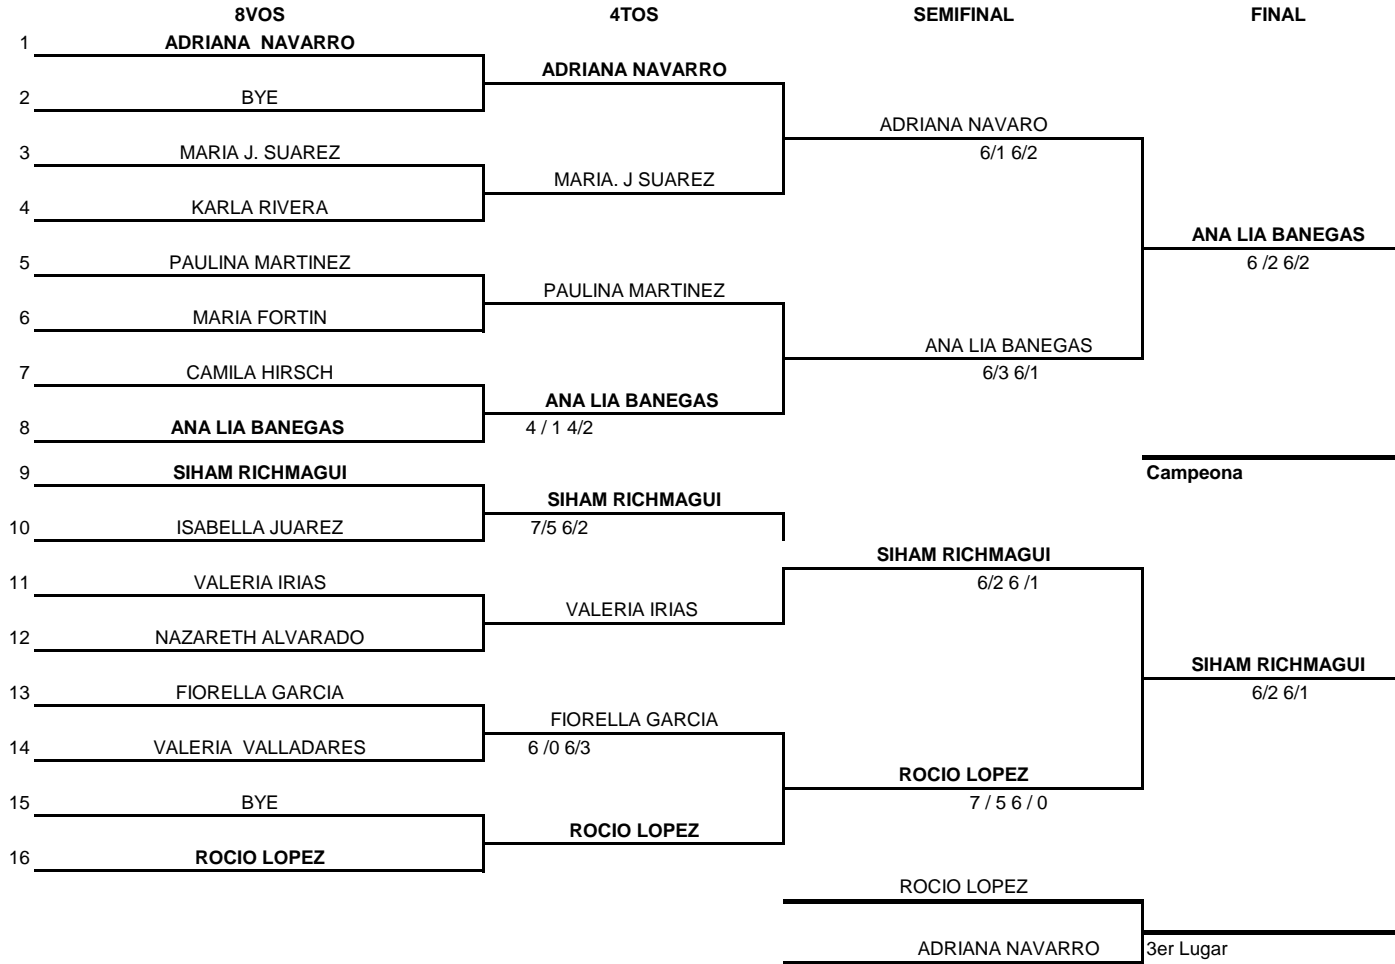 8VOS 4TOS SEMIFINAL FINAL
1 ADRIANA  NAVARRO
ADRIANA NAVARRO
2 BYE
ADRIANA NAVARO
3 MARIA J. SUAREZ 6/1 6/2
MARIA. J SUAREZ
4 KARLA RIVERA
ANA LIA BANEGAS
5 PAULINA MARTINEZ 6 /2 6/2
PAULINA MARTINEZ
6 MARIA FORTIN
ANA LIA BANEGAS
7 CAMILA HIRSCH 6/3 6/1
ANA LIA BANEGAS
8 ANA LIA BANEGAS 4 / 1 4/2
9 SIHAM RICHMAGUI Campeona
SIHAM RICHMAGUI
10 ISABELLA JUAREZ 7/5 6/2
SIHAM RICHMAGUI
11 VALERIA IRIAS 6/2 6 /1
VALERIA IRIAS
12 NAZARETH ALVARADO
SIHAM RICHMAGUI
13 FIORELLA GARCIA 6/2 6/1
FIORELLA GARCIA
14 VALERIA  VALLADARES 6 /0 6/3
ROCIO LOPEZ
15 BYE 7 / 5 6 / 0
ROCIO LOPEZ
16 ROCIO LOPEZ
ROCIO LOPEZ
ADRIANA NAVARRO 3er Lugar